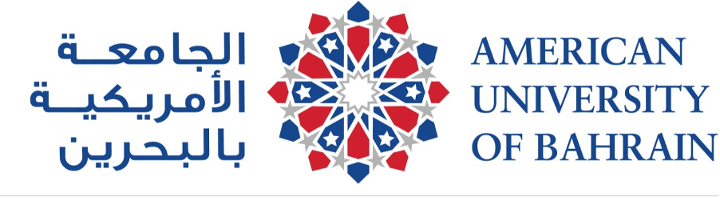 الجامعة
الأمريكية
بالبحرين
AMERICAN
UNIVERSITY
OF BAHRAIN